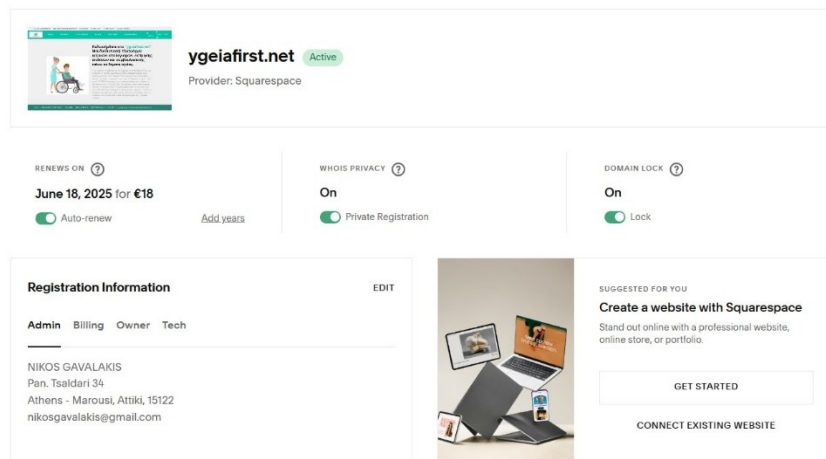 ygeiafirst.net Active
Provider: Squarespace
RENEWS ON ?
June 18, 2025 for €18
Auto-renew Add years
WHOIS PRIVACY ?
On
Private Registration
DOMAIN LOCK ?
On
Lock
Registration Information EDIT
Admin Billing Owner Tech
NIKOS GAVALAKIS
Pan. Tsaldari 34
Athens - Marousi, Attiki, 15122
nikosgavalakis@gmail.com
SUGGESTED FOR YOU
Create a website with Squarespace
Stand out online with a professional website,
online store, or portfolio.
GET STARTED
CONNECT EXISTING WEBSITE